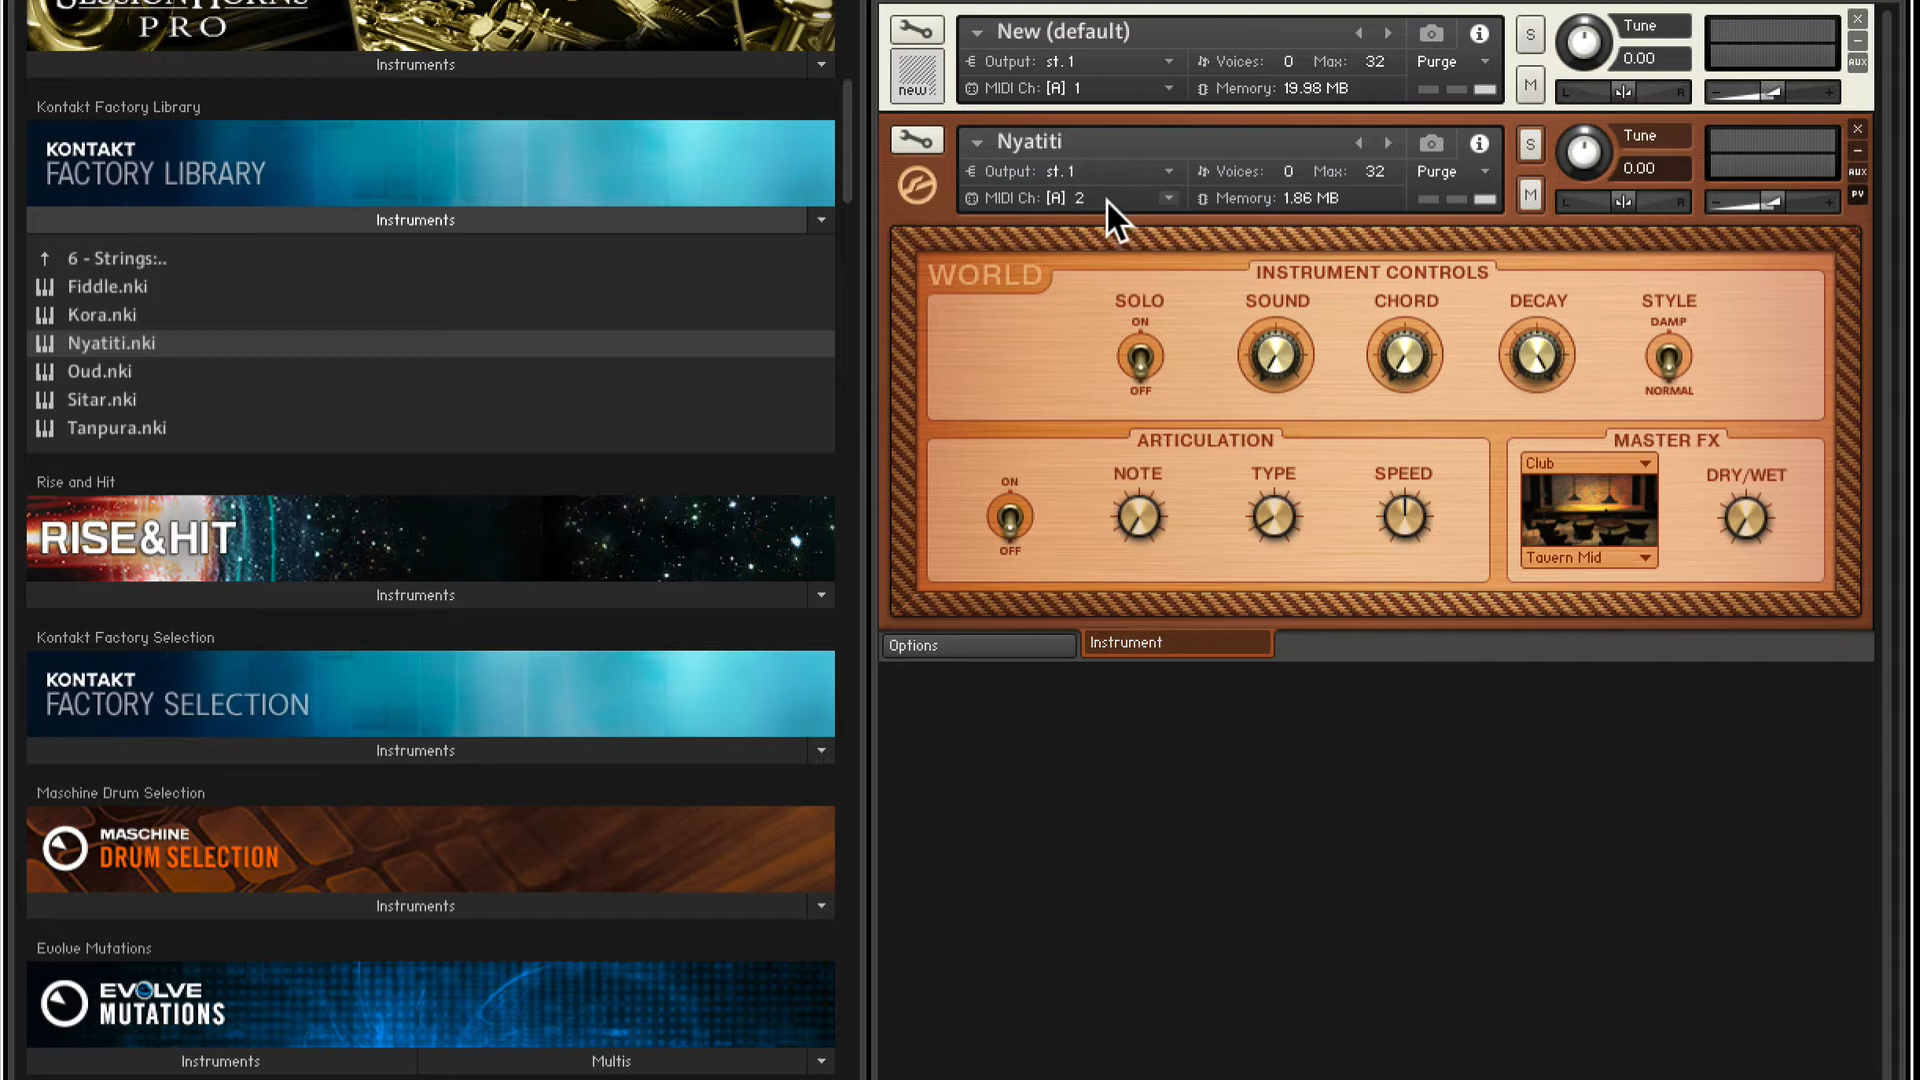 SESSION HORNS
PRO
Instruments
Kontakt Factory Library
KONTAKT
FACTORY LIBRARY
Instruments
6 - Strings:..
Fiddle.nki
Kora.nki
Nyatiti.nki
Oud.nki
Sitar.nki
Tanpura.nki
Rise and Hit
RISE&HIT
Instruments
Kontakt Factory Selection
KONTAKT
FACTORY SELECTION
Instruments
Maschine Drum Selection
MASCHINE
DRUM SELECTION
Instruments
Evolve Mutations
EVOLVE
MUTATIONS
Instruments Multis
New (default)
Output: st. 1 Voices: 0 Max: 32 Purge
MIDI Ch: [A] 1 Memory: 19.98 MB
new
S
M
Tune
0.00
L R
- +
AUX
Nyatiti
Output: st. 1 Voices: 0 Max: 32 Purge
MIDI Ch: [A] 2 Memory: 1.86 MB
S
M
Tune
0.00
L R
- +
AUX
PV
WORLD
INSTRUMENT CONTROLS
SOLO SOUND CHORD DECAY STYLE
ON DAMP
OFF NORMAL
ARTICULATION
ON
OFF
NOTE TYPE SPEED
MASTER FX
Club
Tavern Mid
DRY/WET
Options
Instrument